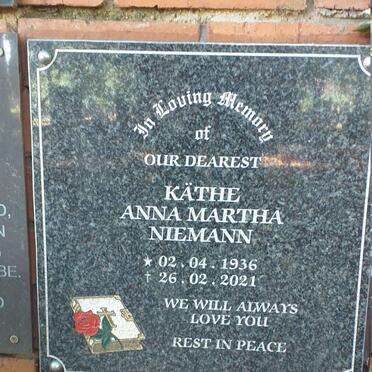 In Loving Memory
of
OUR DEAREST
KÄTHE
ANNA MARTHA
NIEMANN
★ 02.04.1936
† 26.02.2021
WE WILL ALWAYS
LOVE YOU
REST IN PEACE